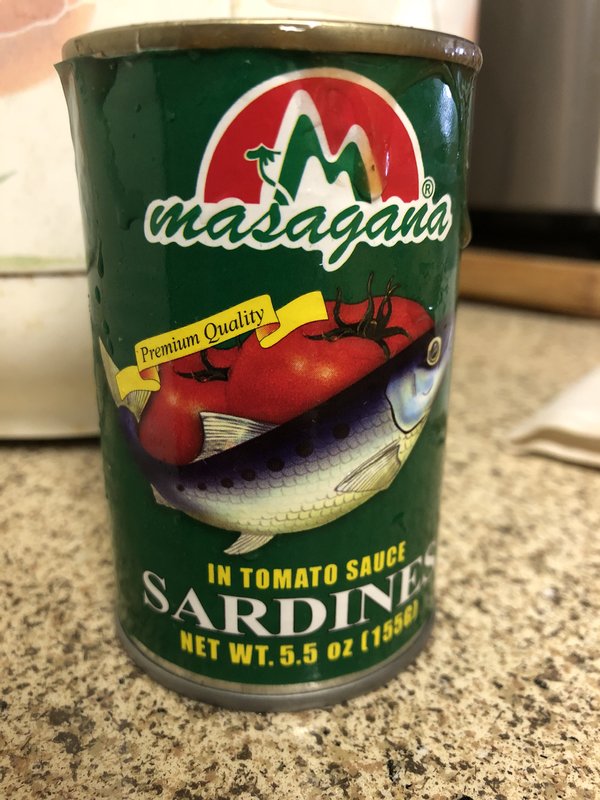 masagana®
Premium Quality
IN TOMATO SAUCE
SARDINES
NET WT. 5.5 oz (155G)